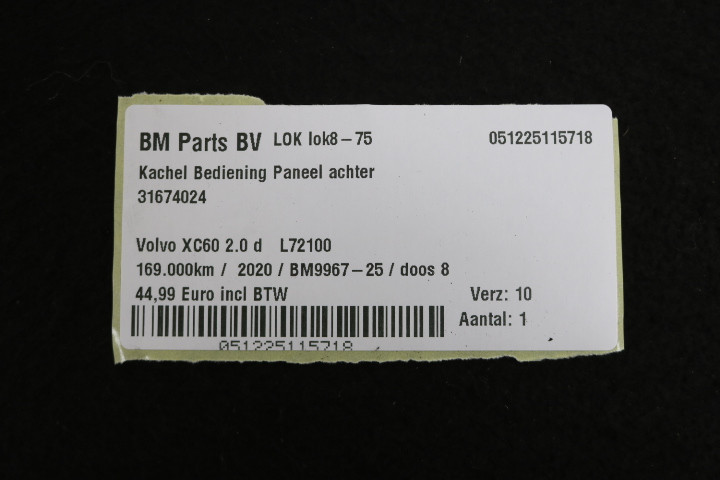 BM Parts BV LOK lok8-75 051225115718
Kachel Bediening Paneel achter
31674024
Volvo XC60 2.0 d L72100
169.000km / 2020 / BM9967-25 / doos 8
44,99 Euro incl BTW Verz: 10
Aantal: 1
051225115718